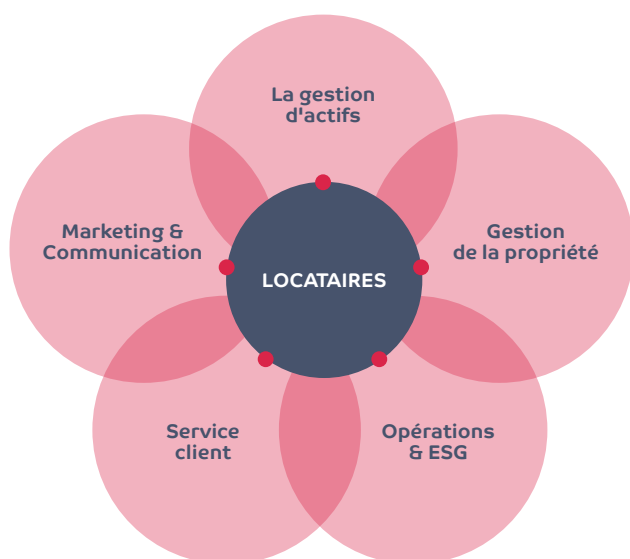 La gestion
d'actifs
Marketing &
Communication
Gestion
de la propriété
LOCATAIRES
Service
client
Opérations
& ESG